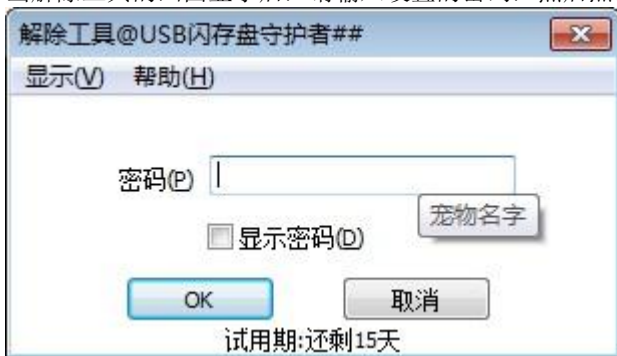 解除工具@USB闪存盘守护者##
显示(V) 帮助(H)
密码(P)
宠物名字
显示密码(D)
OK 取消
试用期:还剩15天